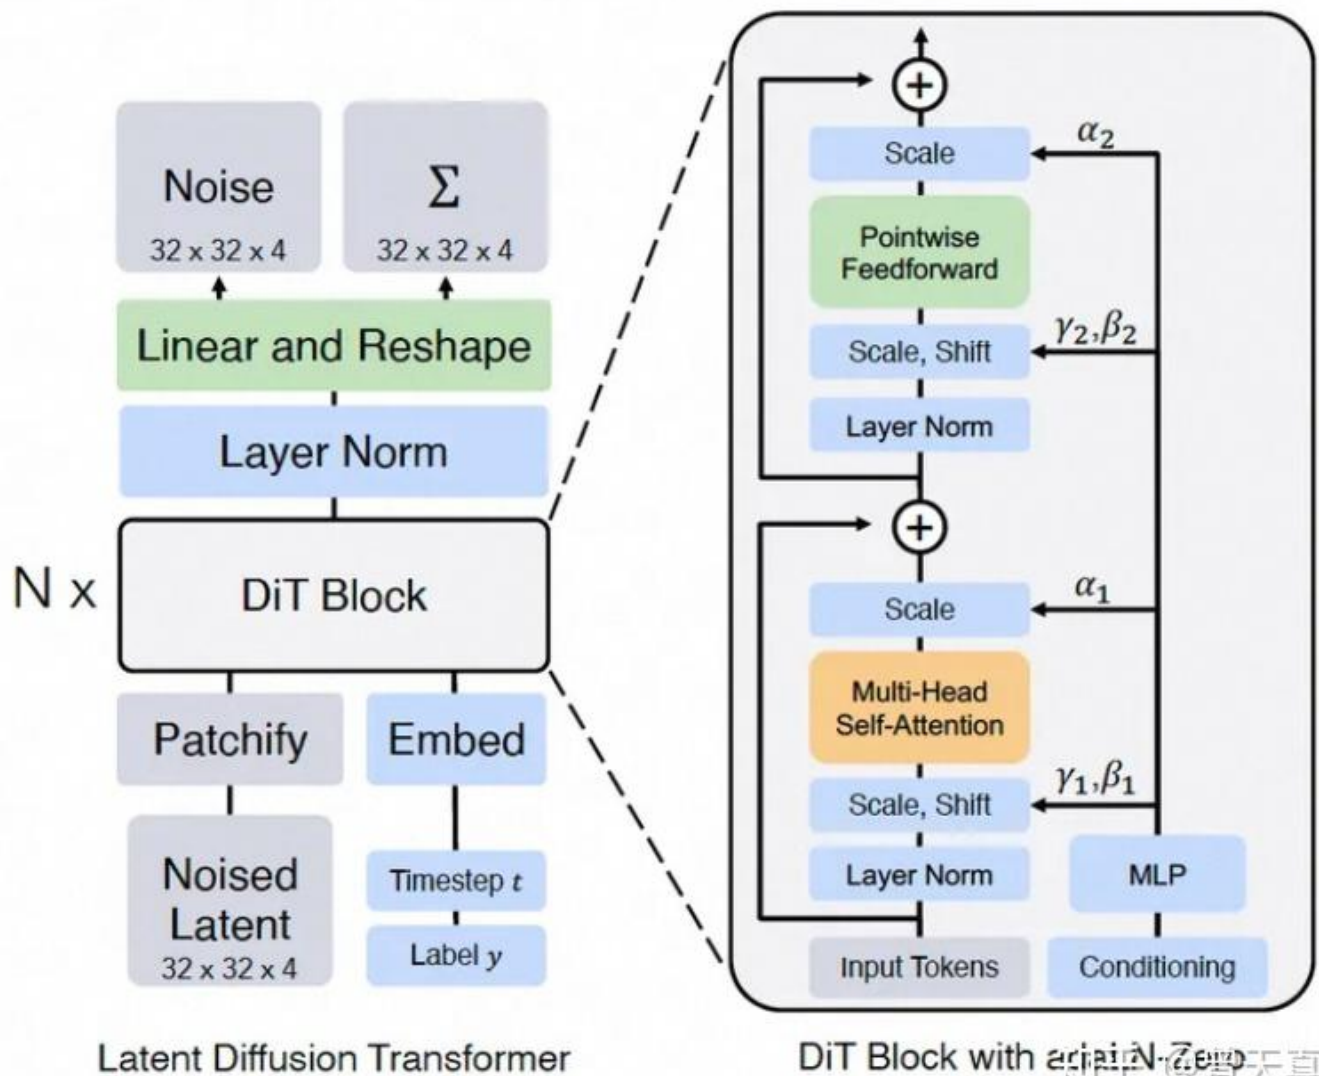 Noise
32 x 32 x 4
Σ
32 x 32 x 4
Linear and Reshape
Layer Norm
N x
DiT Block
Patchify
Embed
Noised
Latent
32 x 32 x 4
Timestep t
Label y
Latent Diffusion Transformer
+
Scale
α₂
Pointwise
Feedforward
Scale, Shift
γ₂,β₂
Layer Norm
+
Scale
α₁
Multi-Head
Self-Attention
Scale, Shift
γ₁,β₁
Layer Norm
MLP
Input Tokens
Conditioning
DiT Block with